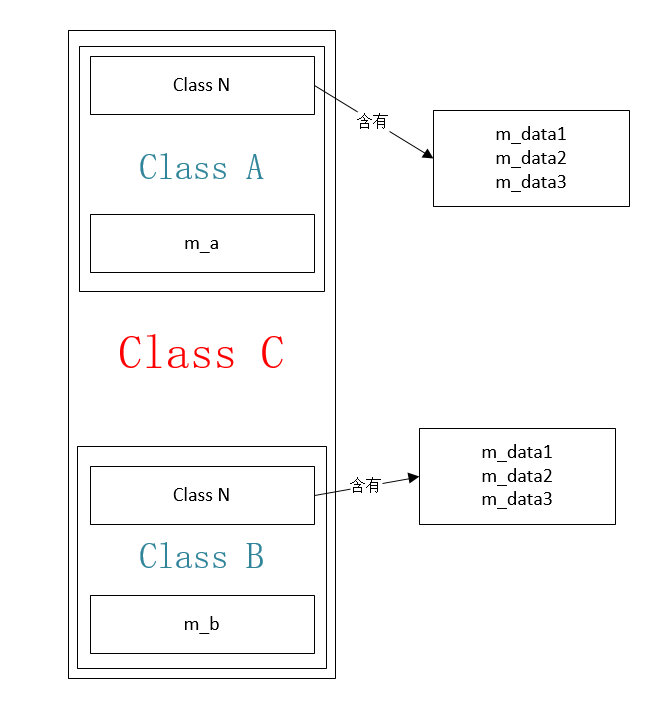 Class N
含有
m_data1
m_data2
m_data3
Class A
m_a
Class C
Class N
含有
m_data1
m_data2
m_data3
Class B
m_b